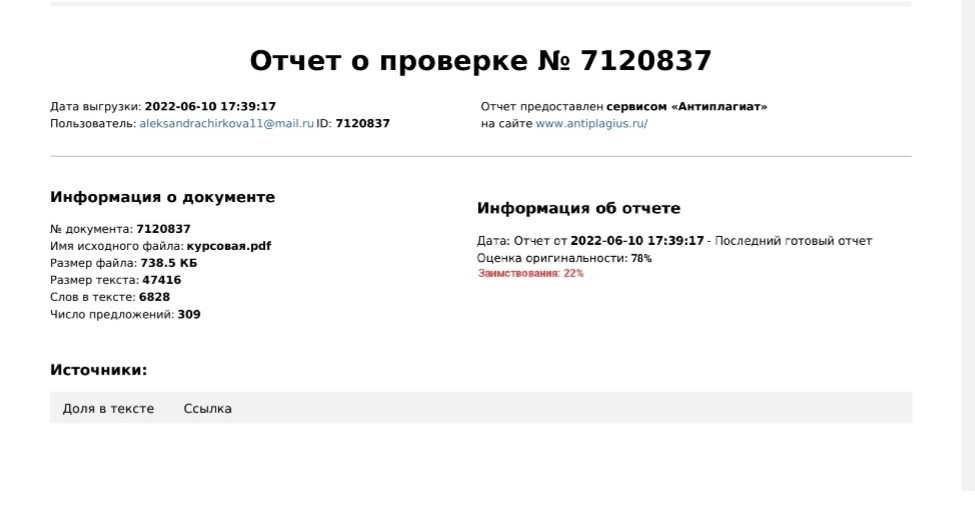 Отчет о проверке № 7120837
Дата выгрузки: 2022-06-10 17:39:17
Пользователь: aleksandrachirkova11@mail.ru ID: 7120837
Отчет предоставлен сервисом «Антиплагиат»
на сайте www.antiplagius.ru/
Информация о документе
№ документа: 7120837
Имя исходного файла: курсовая.pdf
Размер файла: 738.5 КБ
Размер текста: 47416
Слов в тексте: 6828
Число предложений: 309
Информация об отчете
Дата: Отчет от 2022-06-10 17:39:17 - Последний готовый отчет
Оценка оригинальности: 78%
Заимствования: 22%
Источники:
Доля в тексте Ссылка